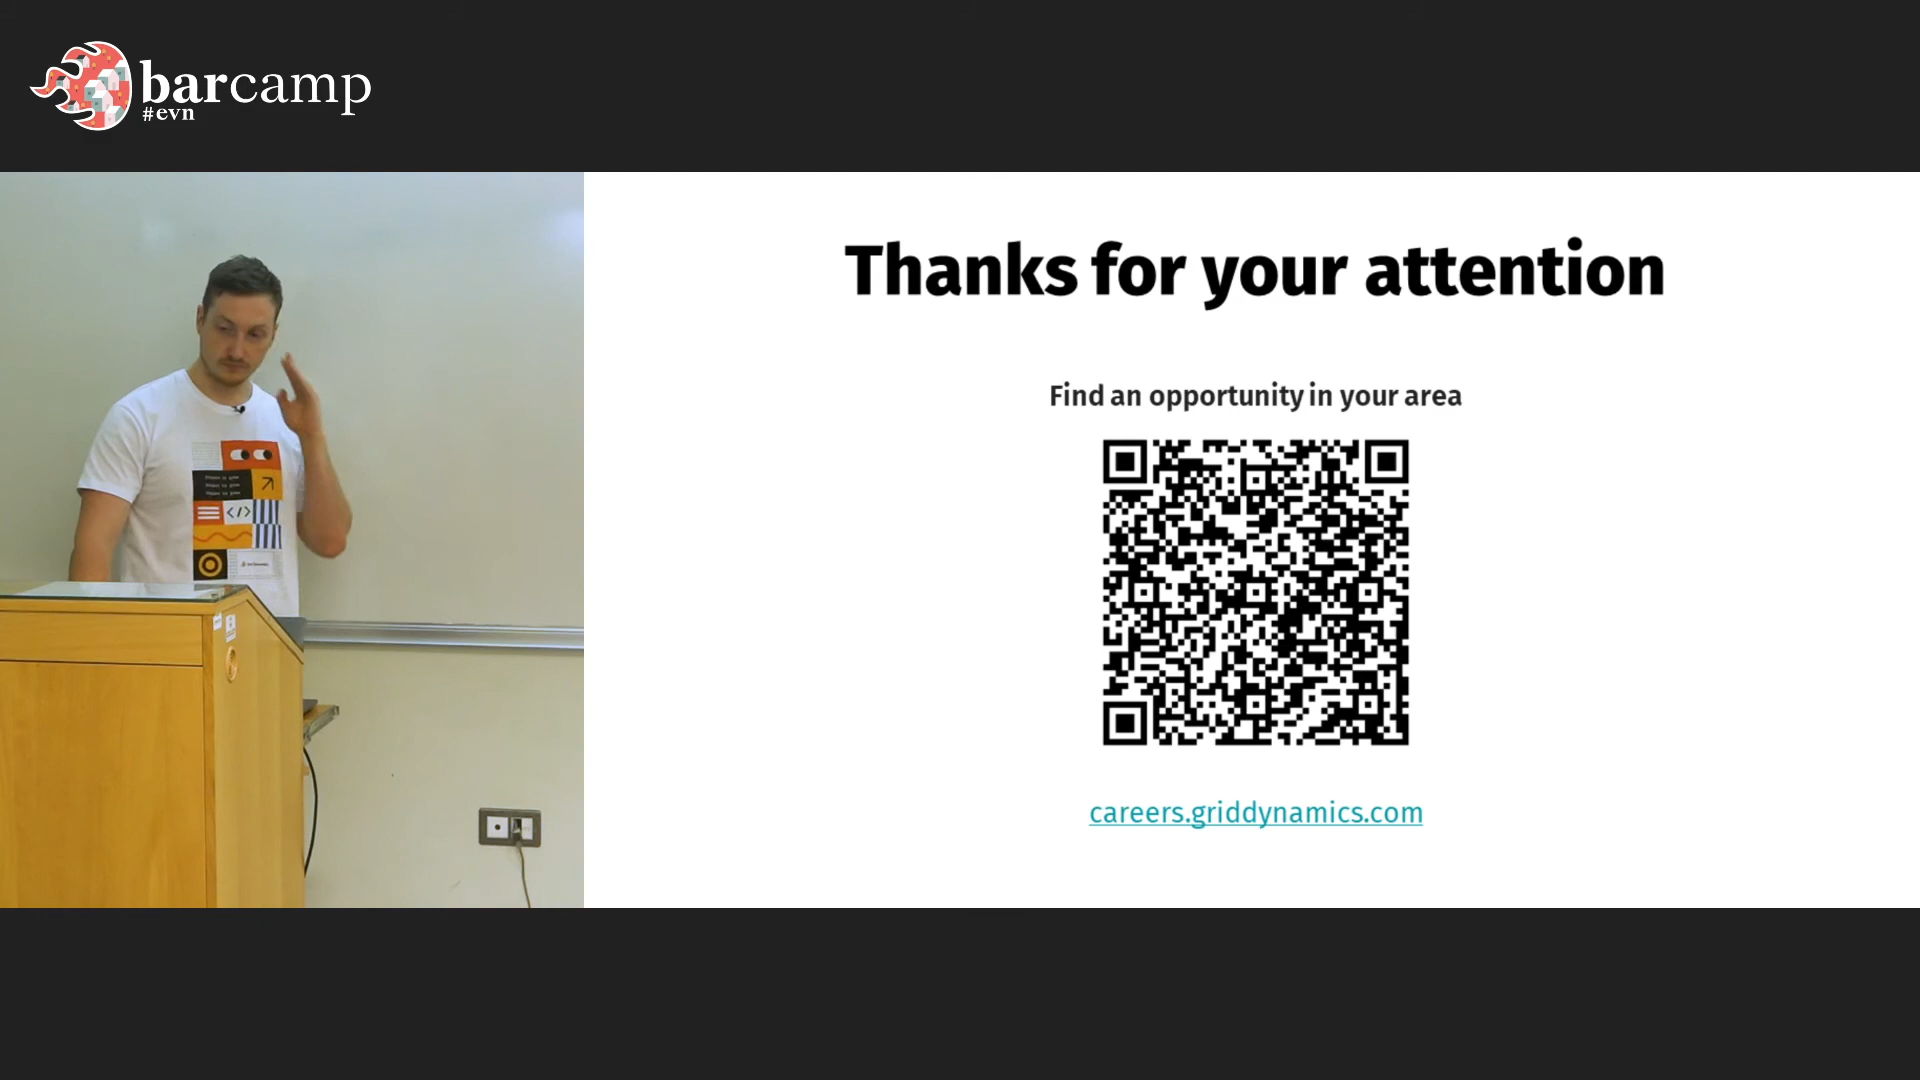 barcamp
#evn
Thanks for your attention
Find an opportunity in your area
</>
careers.griddynamics.com